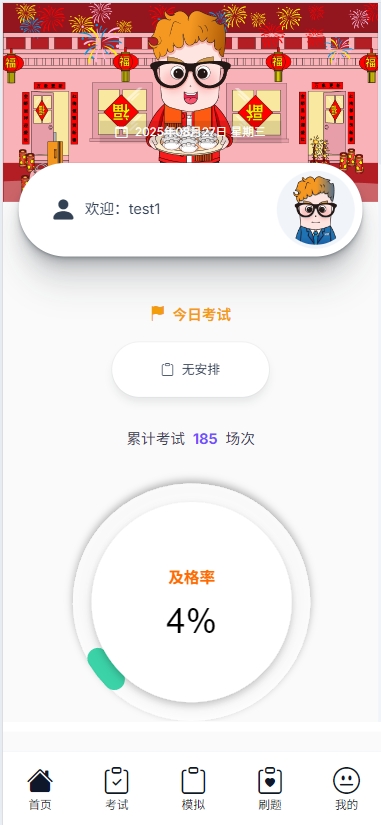 福
福
福
福
福
福
福
福
2025年08月27日 星期三
欢迎：test1
今日考试
无安排
累计考试 185 场次
及格率
4%
首页
考试
模拟
刷题
我的